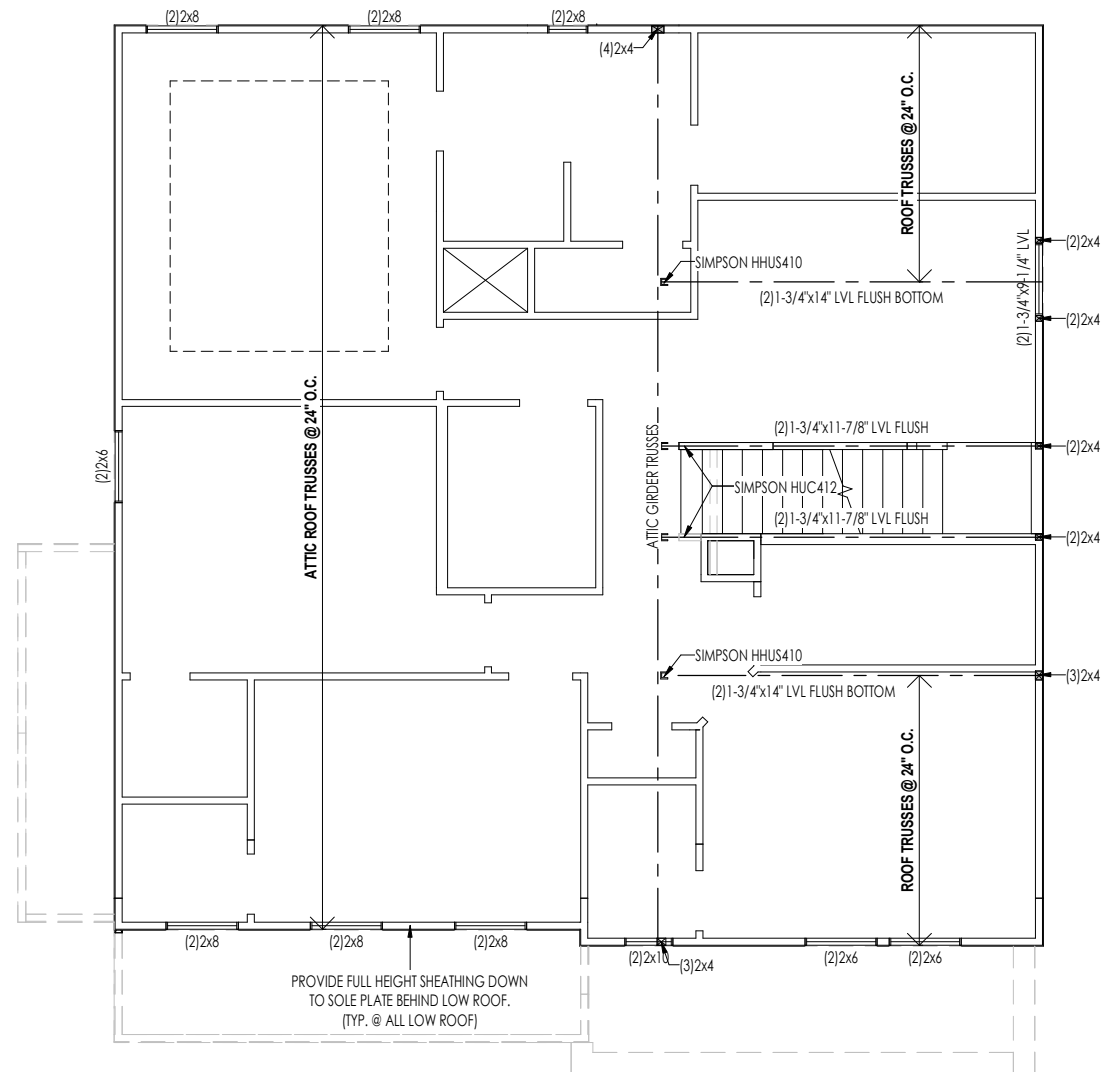 (2)2x8
(2)2x8
(2)2x8
(4)2x4
ROOF TRUSSES @ 24" O.C.
(2)2x4
SIMPSON HHUS410
(2)1-3/4"x14" LVL FLUSH BOTTOM
(2)1-3/4"x9-1/4" LVL
(2)2x4
ATTIC ROOF TRUSSES @ 24" O.C.
ATTIC GIRDER TRUSSES
(2)2x6
(2)1-3/4"x11-7/8" LVL FLUSH
(2)2x4
SIMPSON HUC412
(2)1-3/4"x11-7/8" LVL FLUSH
(2)2x4
SIMPSON HHUS410
(3)2x4
(2)1-3/4"x14" LVL FLUSH BOTTOM
ROOF TRUSSES @ 24" O.C.
(2)2x8
(2)2x8
(2)2x8
(2)2x10
(3)2x4
(2)2x6
(2)2x6
PROVIDE FULL HEIGHT SHEATHING DOWN
TO SOLE PLATE BEHIND LOW ROOF.
(TYP. @ ALL LOW ROOF)